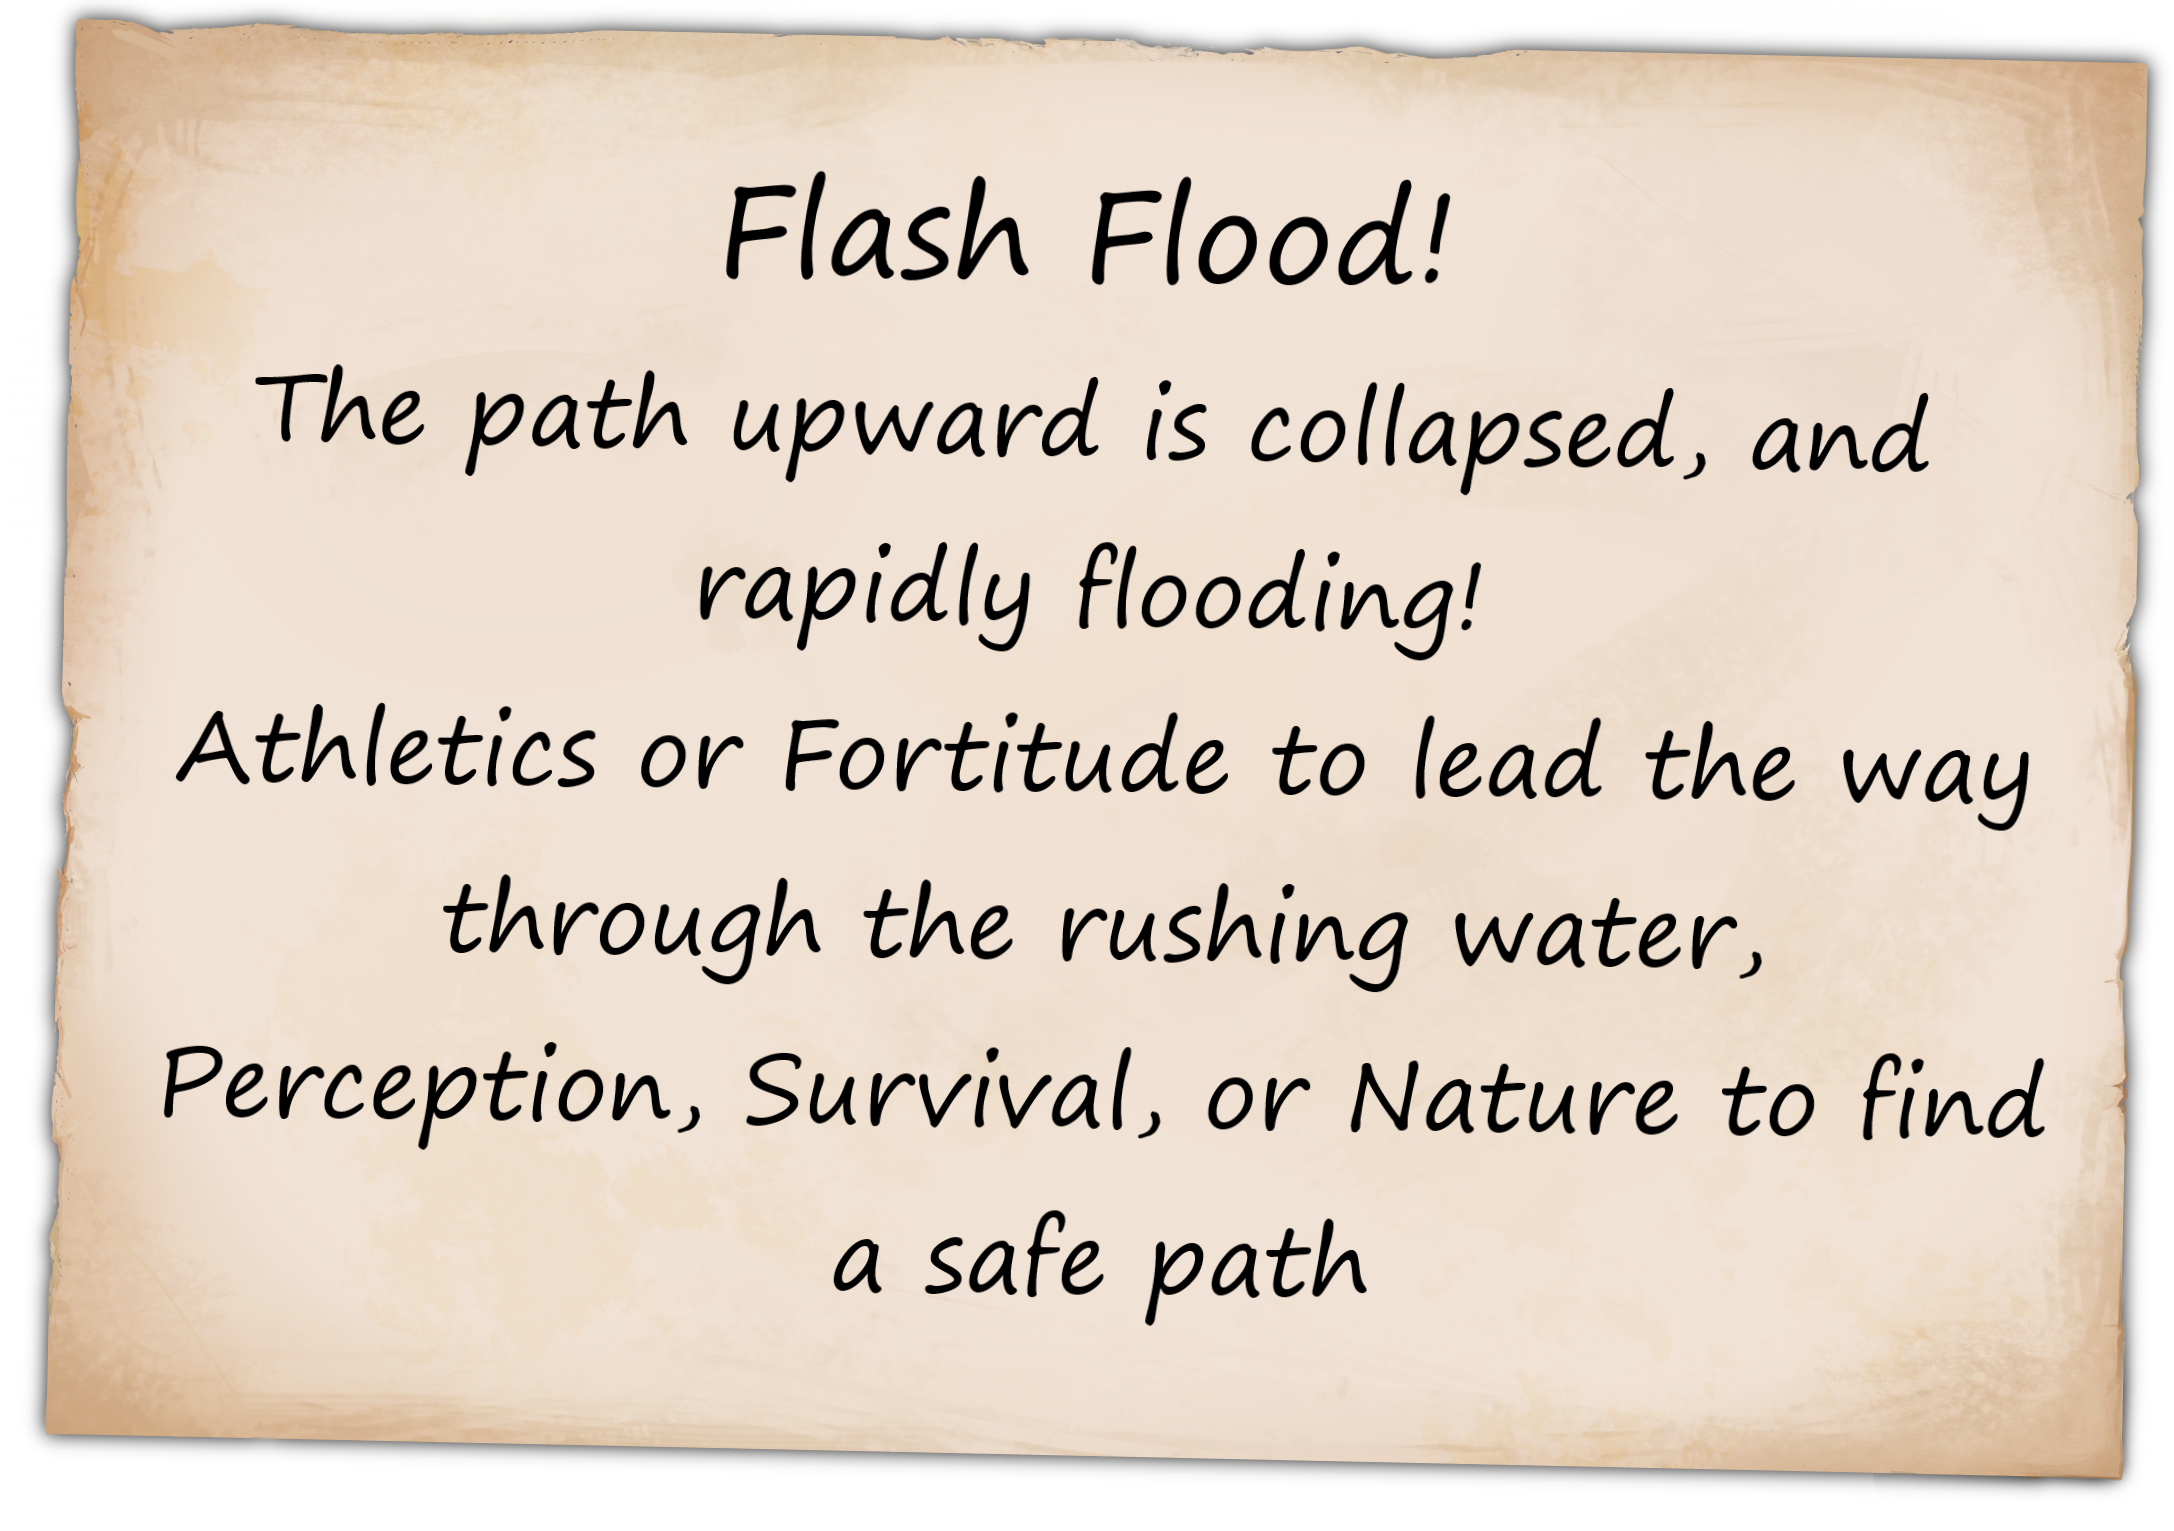 Flash Flood!
The path upward is collapsed, and
rapidly flooding!
Athletics or Fortitude to lead the way
through the rushing water,
Perception, Survival, or Nature to find
a safe path